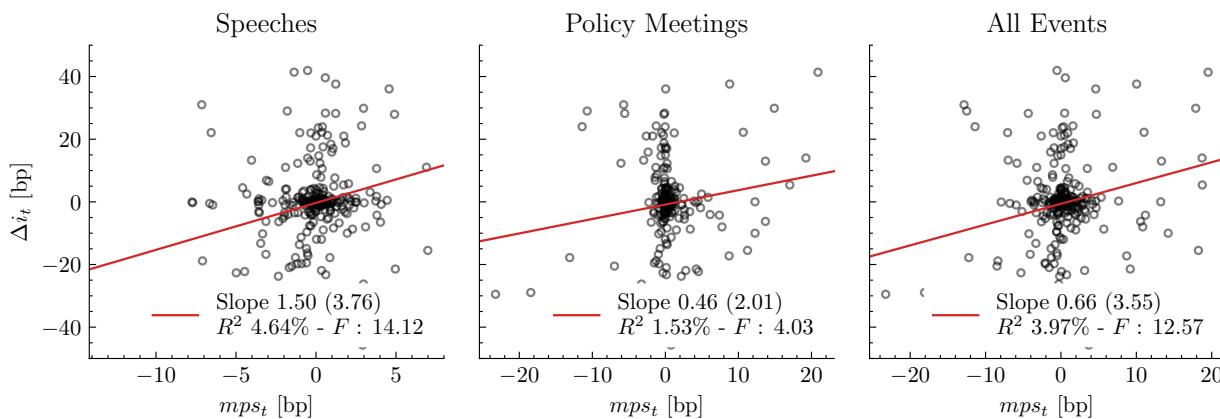 Speeches
Policy Meetings
All Events
Δi_t [bp]
40
20
0
−20
−40
Slope 1.50 (3.76)
R² 4.64% - F : 14.12
Slope 0.46 (2.01)
R² 1.53% - F : 4.03
Slope 0.66 (3.55)
R² 3.97% - F : 12.57
−10 −5 0 5
−20 −10 0 10 20
−20 −10 0 10 20
mps_t [bp]
mps_t [bp]
mps_t [bp]